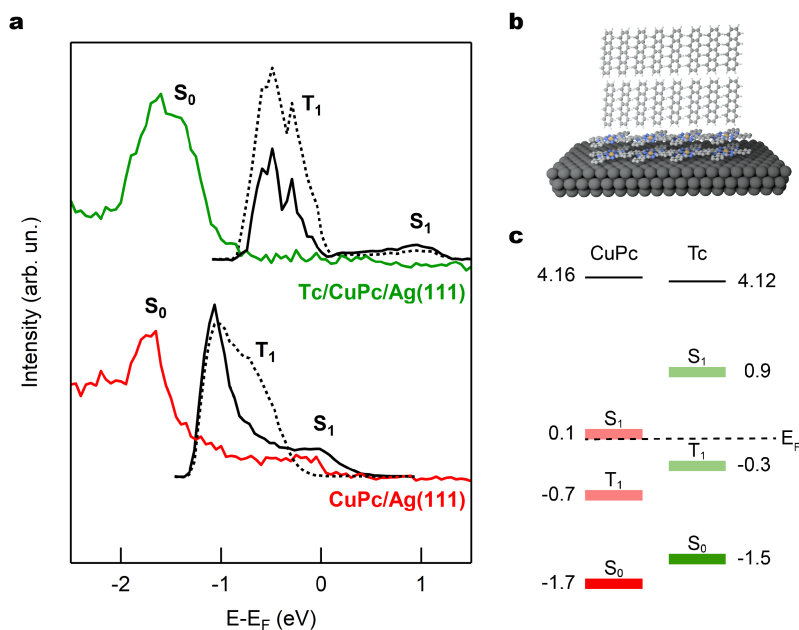 a
S₀
T₁
S₁
Tc/CuPc/Ag(111)
S₀
T₁
S₁
CuPc/Ag(111)
Intensity (arb. un.)
-2 -1 0 1
E-E_F (eV)
b
c
CuPc Tc
4.16 4.12
S₁
0.9
S₁
0.1
E_F
T₁
-0.3
T₁
-0.7
S₀
-1.5
S₀
-1.7